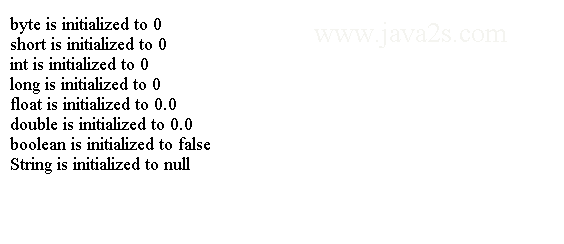 byte is initialized to 0
www.java2s.com
short is initialized to 0
int is initialized to 0
long is initialized to 0
float is initialized to 0.0
double is initialized to 0.0
boolean is initialized to false
String is initialized to null